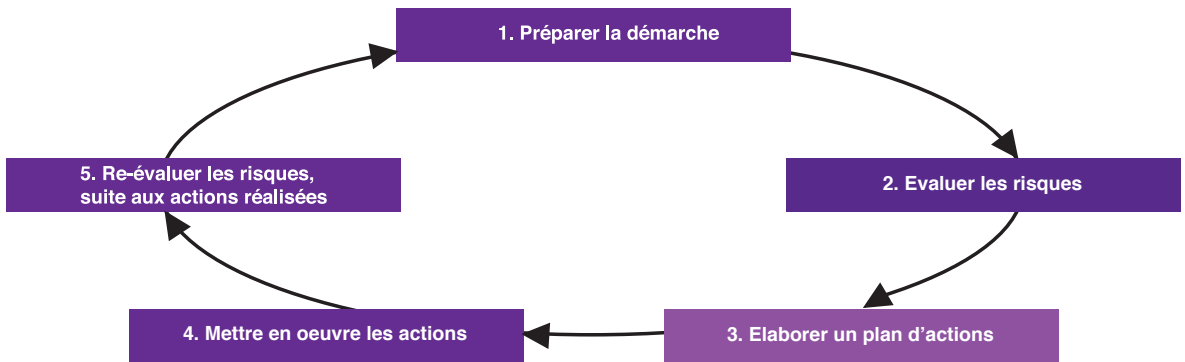 1. Préparer la démarche
2. Evaluer les risques
3. Elaborer un plan d'actions
4. Mettre en oeuvre les actions
5. Re-évaluer les risques,
suite aux actions réalisées